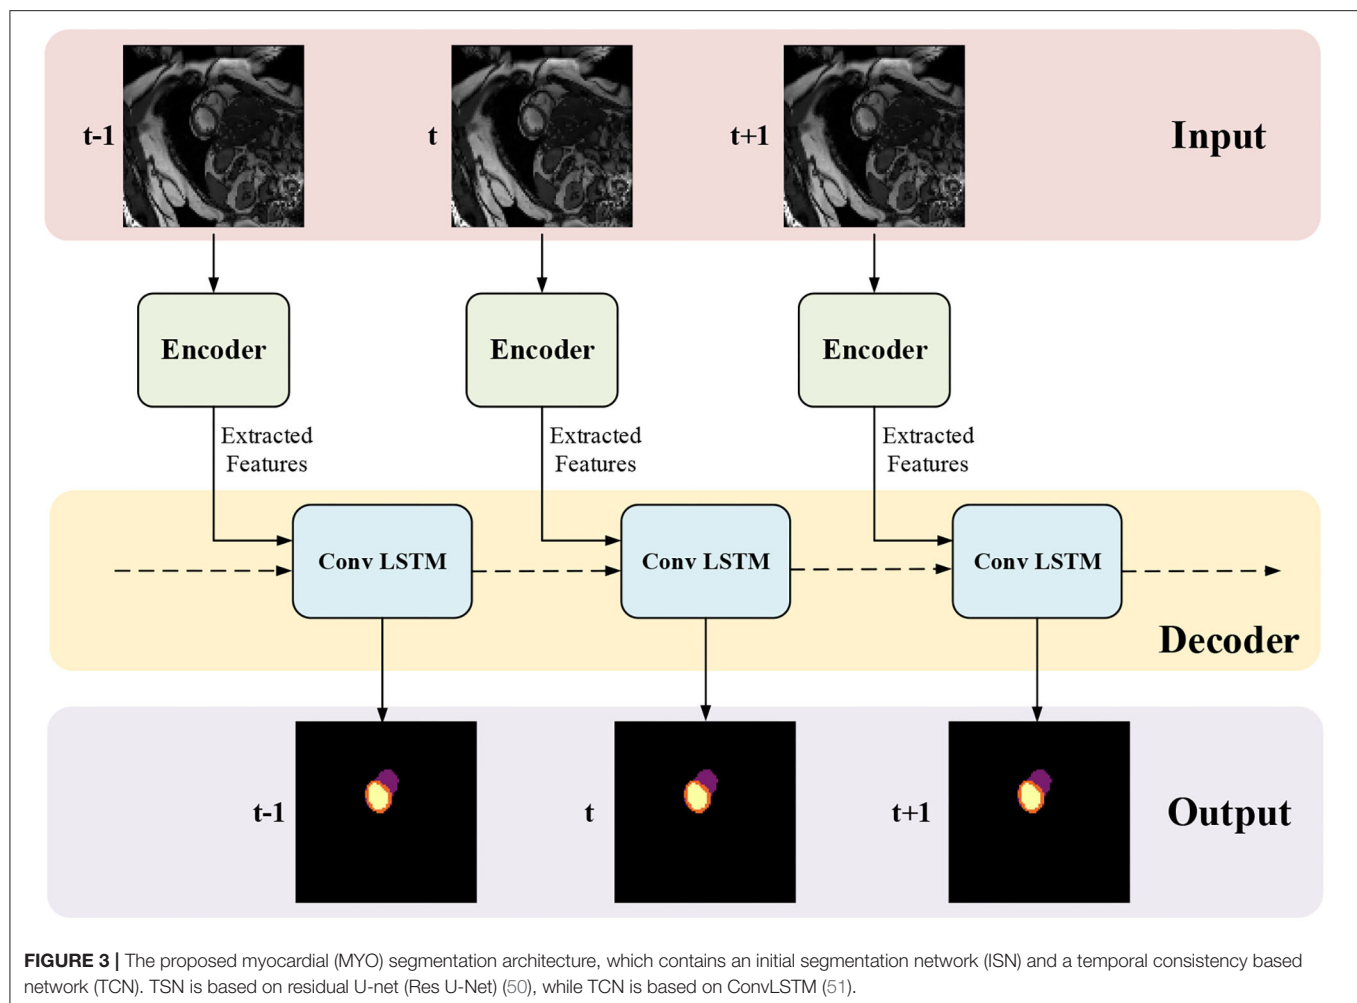 t-1
t
t+1
Input
Encoder
Encoder
Encoder
Extracted
Features
Extracted
Features
Extracted
Features
Conv LSTM
Conv LSTM
Conv LSTM
Decoder
t-1
t
t+1
Output
FIGURE 3 | The proposed myocardial (MYO) segmentation architecture, which contains an initial segmentation network (ISN) and a temporal consistency based
network (TCN). TSN is based on residual U-net (Res U-Net) (50), while TCN is based on ConvLSTM (51).